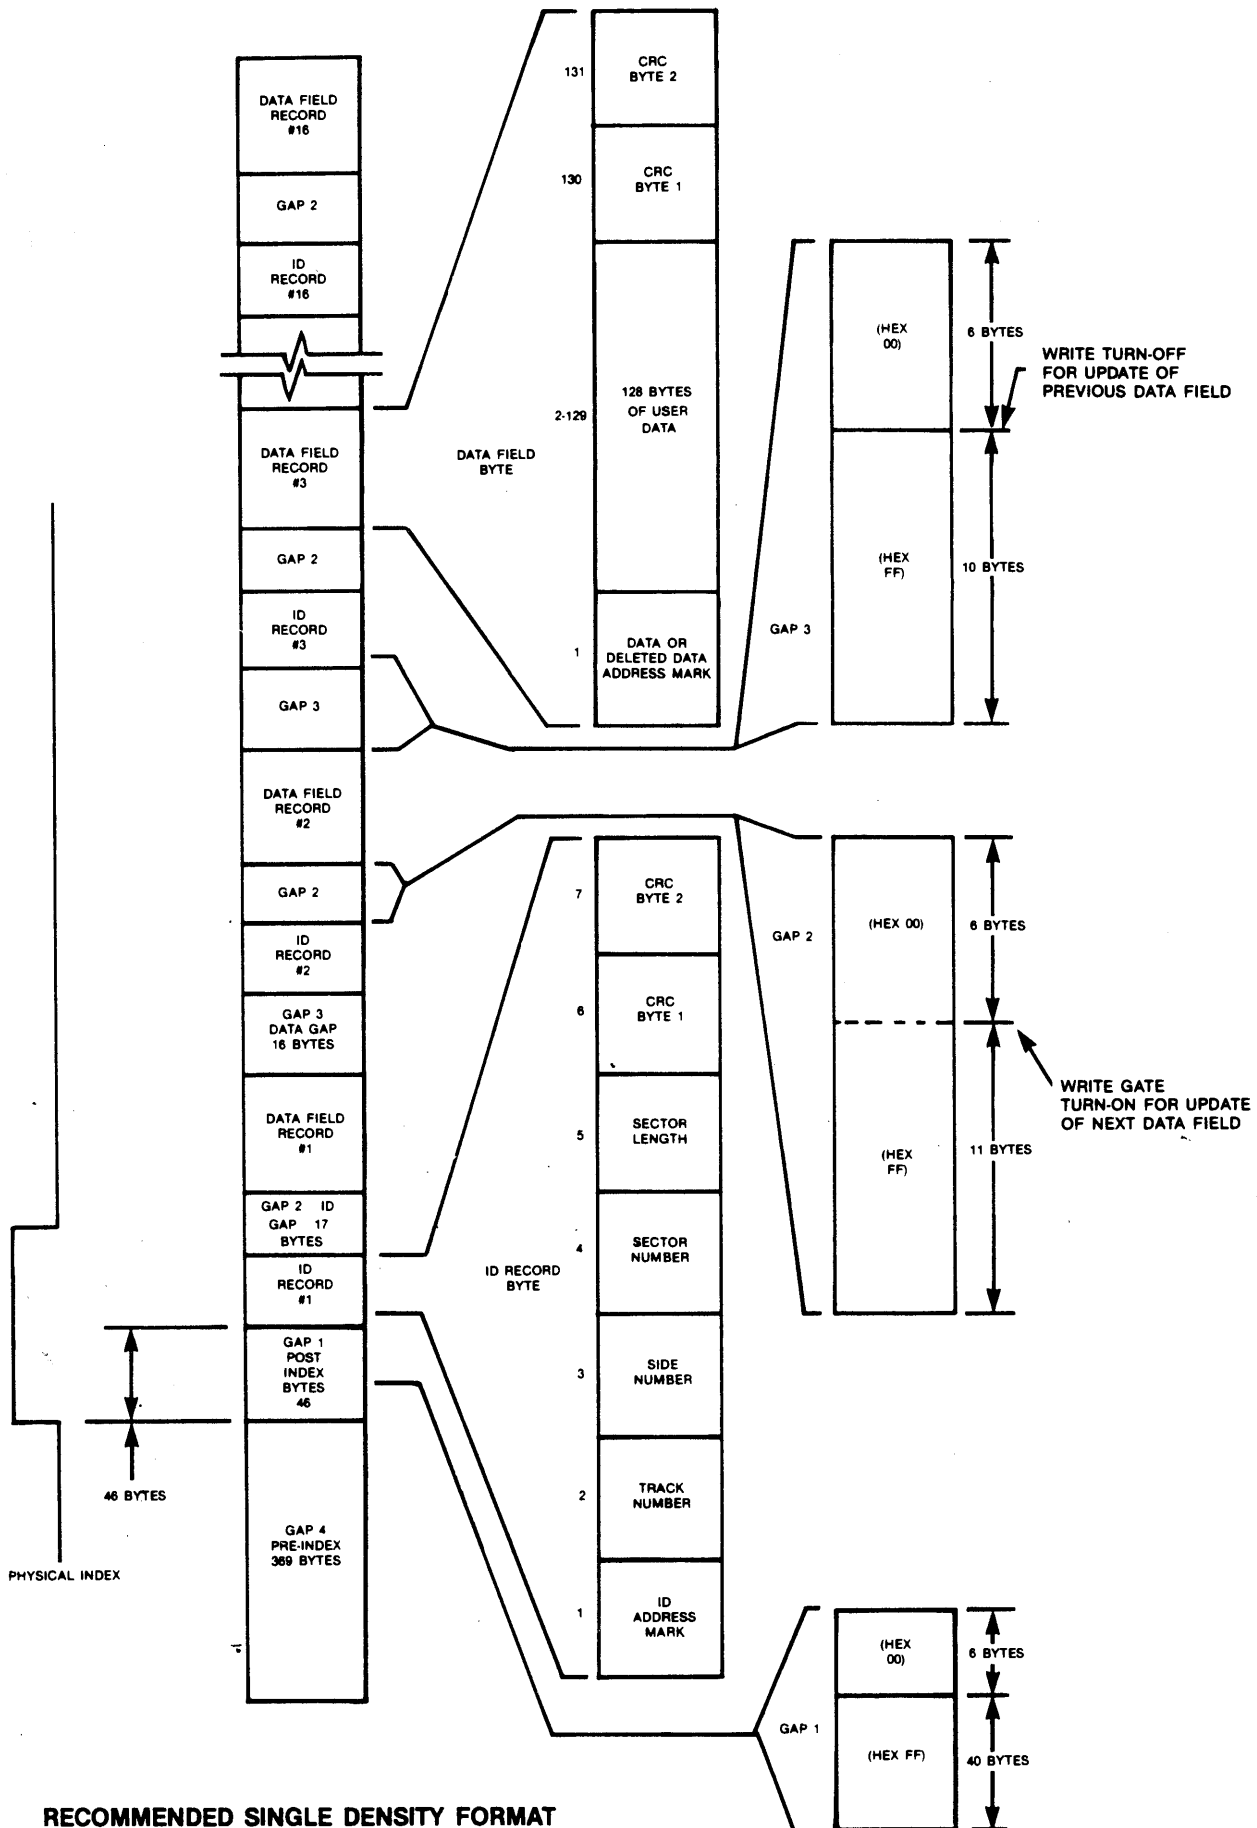 DATA FIELD
RECORD
#16
GAP 2
ID
RECORD
#16
DATA FIELD
RECORD
#3
GAP 2
ID
RECORD
#3
GAP 3
DATA FIELD
RECORD
#2
GAP 2
ID
RECORD
#2
GAP 3
DATA GAP
16 BYTES
DATA FIELD
RECORD
#1
GAP 2 ID
GAP 17
BYTES
ID
RECORD
#1
GAP 1
POST
INDEX
BYTES
46
GAP 4
PRE-INDEX
369 BYTES
46 BYTES
PHYSICAL INDEX
DATA FIELD
BYTE
131
CRC
BYTE 2
130
CRC
BYTE 1
2-129
128 BYTES
OF USER
DATA
1
DATA OR
DELETED DATA
ADDRESS MARK
GAP 3
(HEX
00)
6 BYTES
WRITE TURN-OFF
FOR UPDATE OF
PREVIOUS DATA FIELD
(HEX
FF)
10 BYTES
ID RECORD
BYTE
7
CRC
BYTE 2
6
CRC
BYTE 1
5
SECTOR
LENGTH
4
SECTOR
NUMBER
3
SIDE
NUMBER
2
TRACK
NUMBER
1
ID
ADDRESS
MARK
GAP 2
(HEX 00)
6 BYTES
WRITE GATE
TURN-ON FOR UPDATE
OF NEXT DATA FIELD
(HEX
FF)
11 BYTES
GAP 1
(HEX
00)
6 BYTES
(HEX FF)
40 BYTES
RECOMMENDED SINGLE DENSITY FORMAT